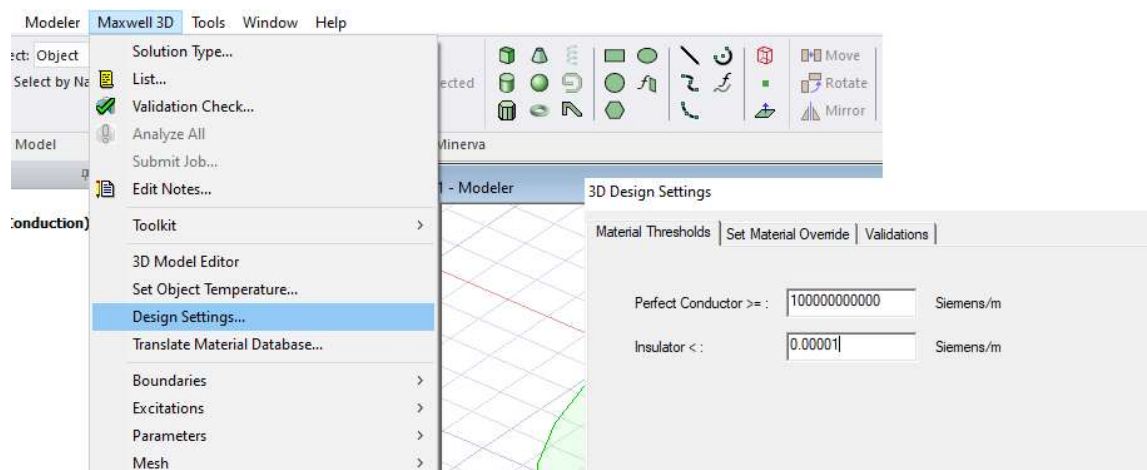 Modeler Maxwell 3D Tools Window Help
ect: Object
Select by Na
Model
Conduction)
Solution Type...
List...
Validation Check...
Analyze All
Submit Job...
Edit Notes...
Toolkit
3D Model Editor
Set Object Temperature...
Design Settings...
Translate Material Database...
Boundaries
Excitations
Parameters
Mesh
ected
Move
Rotate
Mirror
Minerva
1 - Modeler
3D Design Settings
Material Thresholds Set Material Override Validations
Perfect Conductor >= : 100000000000 Siemens/m
Insulator < : 0.00001 Siemens/m